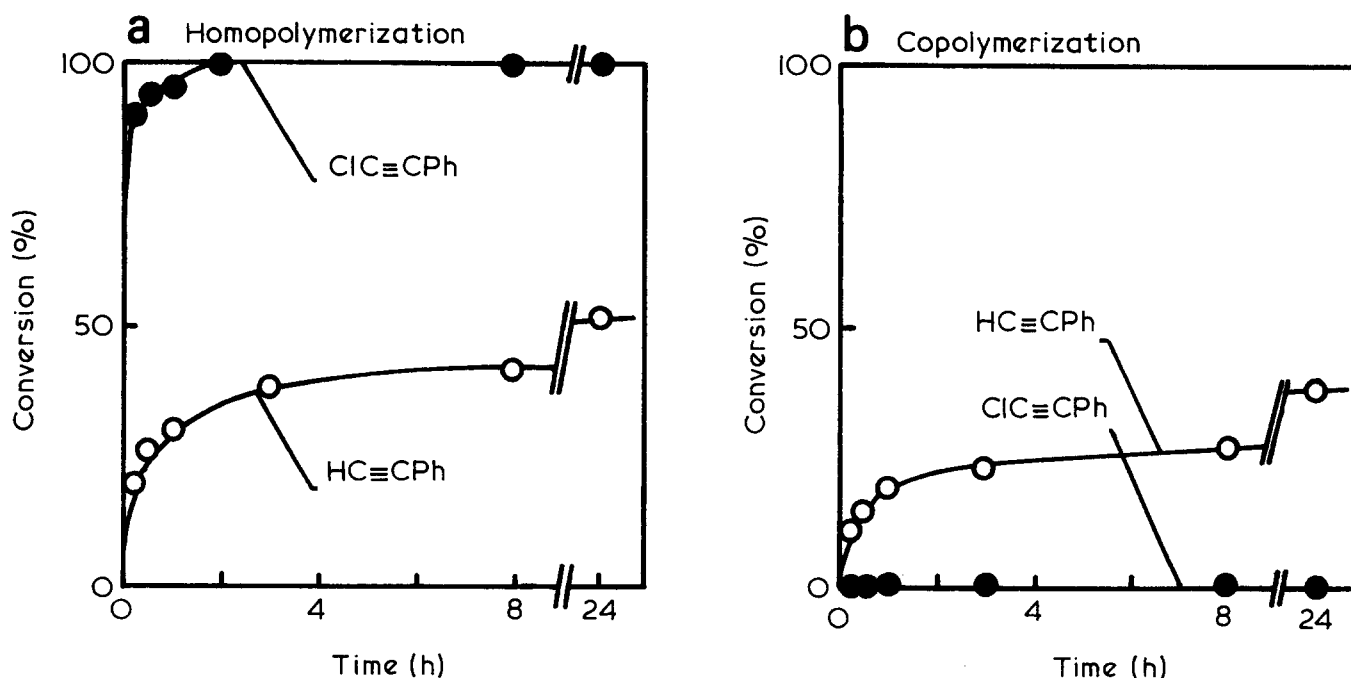 a Homopolymerization
100
50
0
Conversion (%)
ClC≡CPh
HC≡CPh
0 4 8 24
Time (h)
b Copolymerization
100
50
0
Conversion (%)
HC≡CPh
ClC≡CPh
0 4 8 24
Time (h)